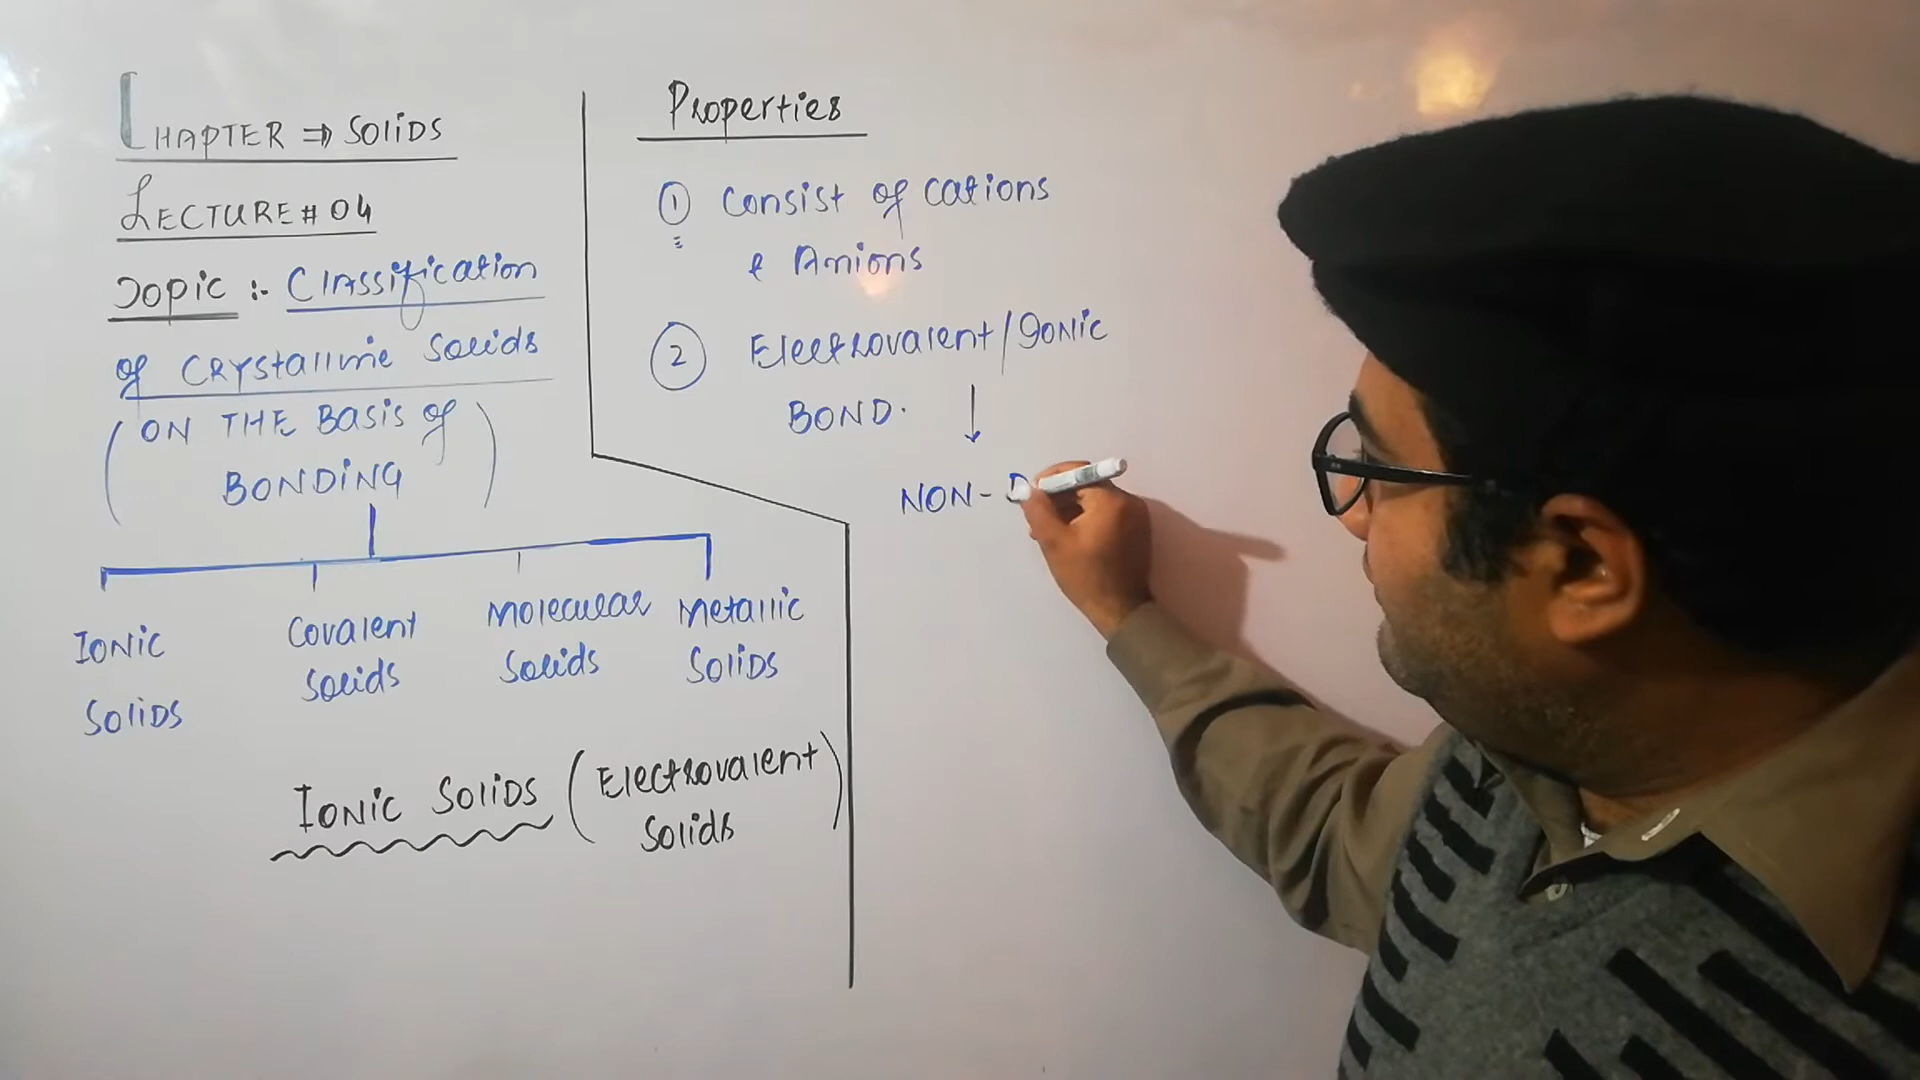 CHAPTER ⇒ SOLIDS
LECTURE # 04
Topic :- Classification
of Crystalline Solids
(ON THE BASIS OF
BONDING)
IONIC
SOLIDS
Covalent
Solids
Molecular
Solids
Metallic
SOLIDS
IONIC SOLIDS (Electrovalent
Solids)
Properties
① Consist of cations
& Anions
② Electrovalent/Ionic
BOND.
↓
NON-D